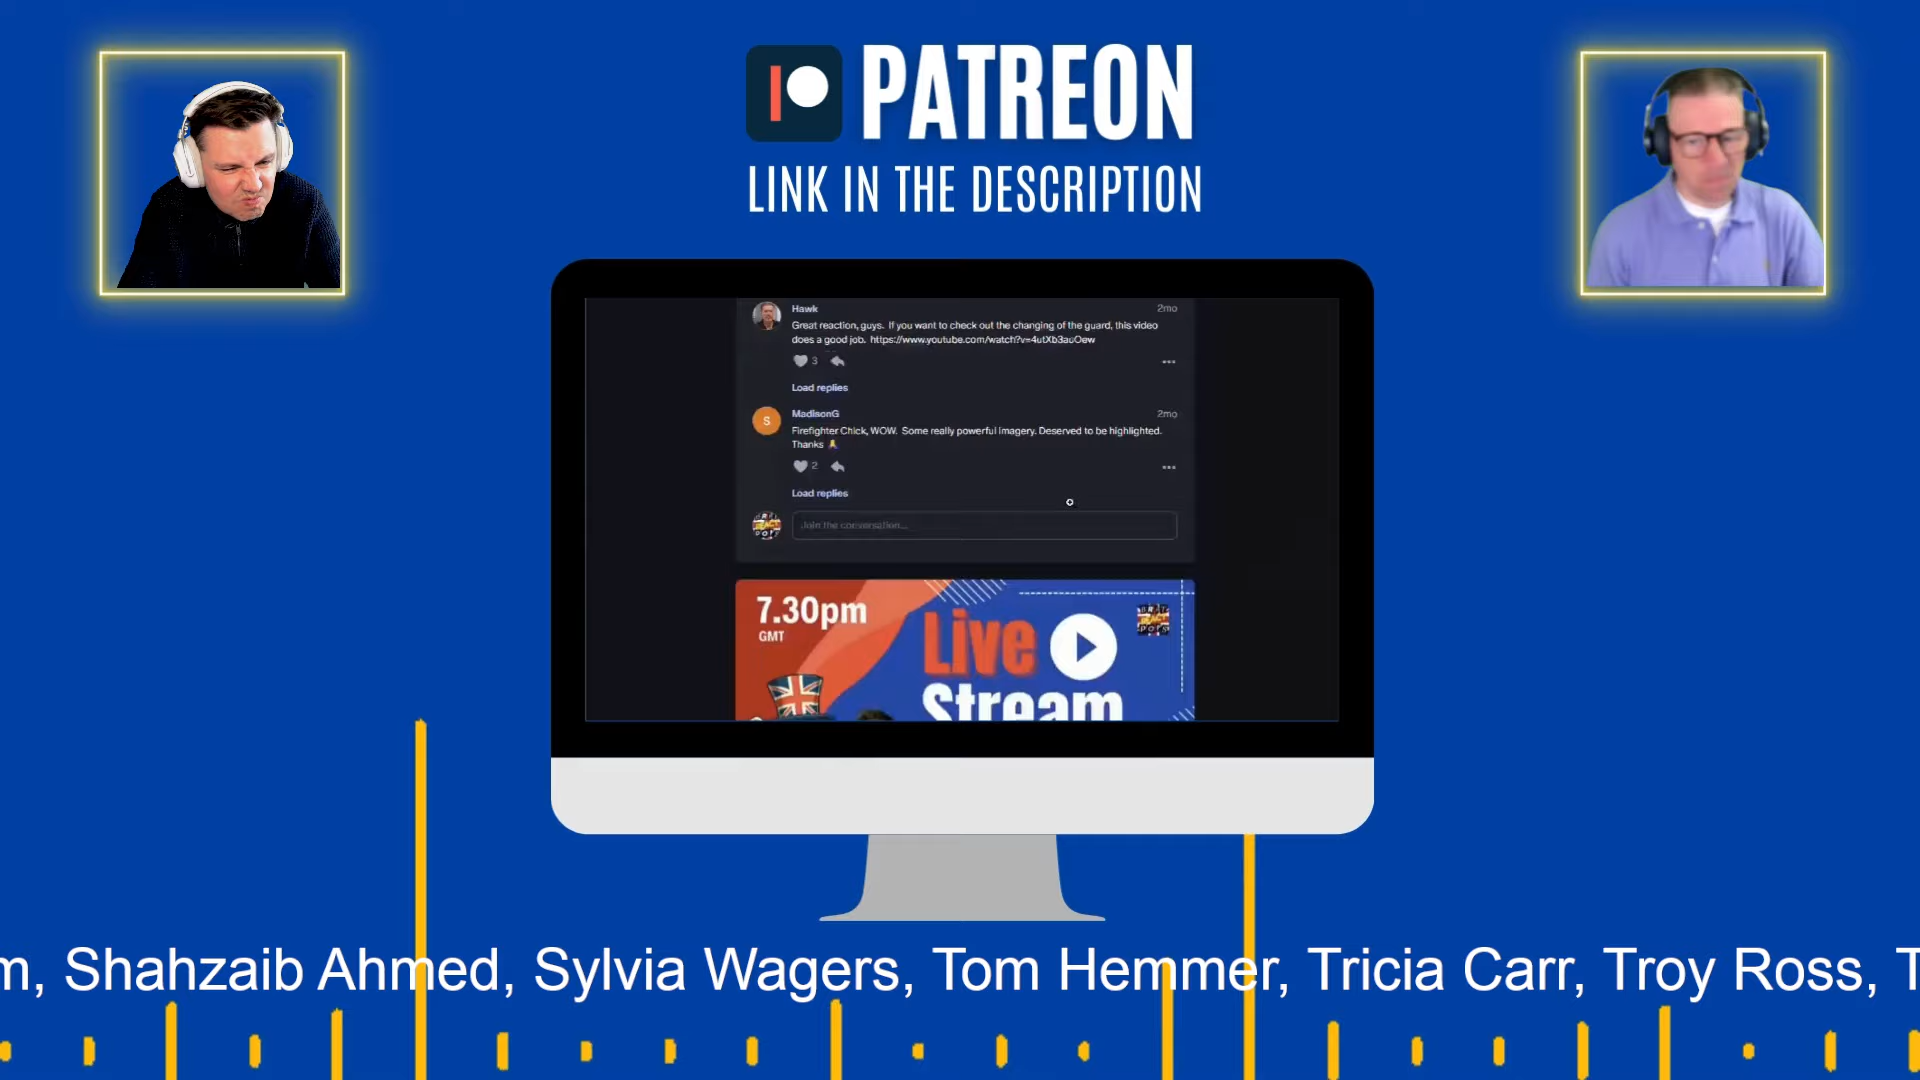 PATREON
LINK IN THE DESCRIPTION
Hawk 2mo
Great reaction, guys. If you want to check out the changing of the guard, this video
does a good job. https://www.youtube.com/watch?v=4utXb3aoOew
3
Load replies
S MadisonG 2mo
Firefighter Chick, WOW. Some really powerful imagery. Deserved to be highlighted.
Thanks
2
Load replies
Join the conversation...
7.30pm
GMT
Live
Stream
m, Shahzaib Ahmed, Sylvia Wagers, Tom Hemmer, Tricia Carr, Troy Ross, T